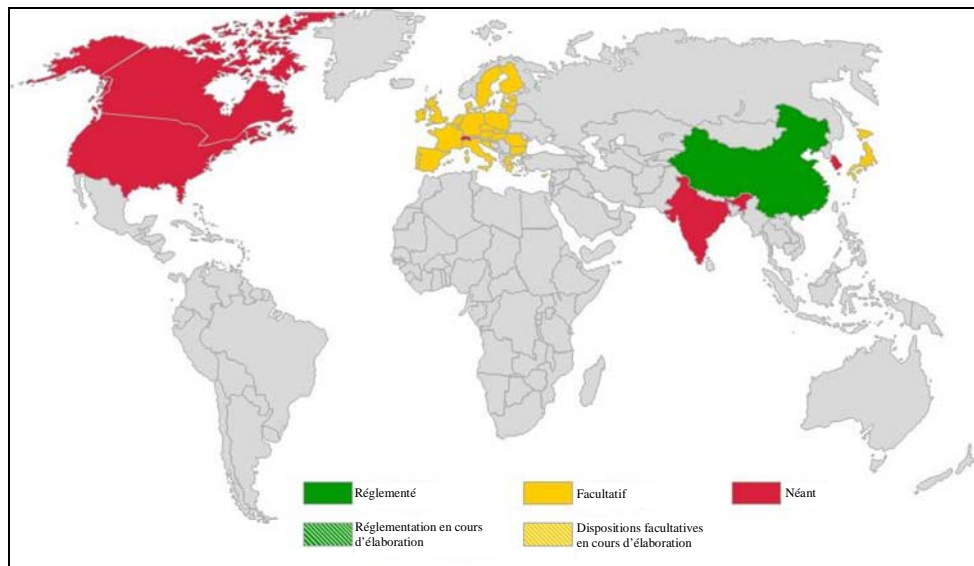 Réglementé
Facultatif
Néant
Réglementation en cours
d'élaboration
Dispositions facultatives
en cours d'élaboration